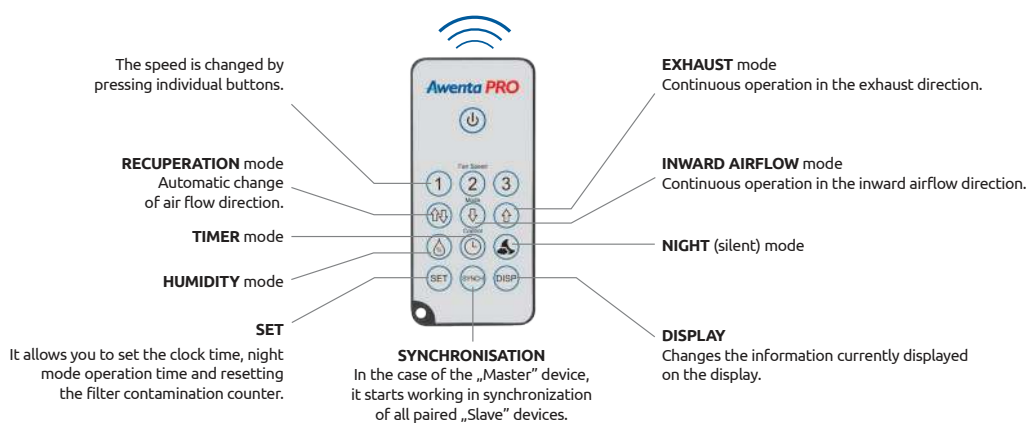 The speed is changed by
pressing individual buttons.
RECUPERATION mode
Automatic change
of air flow direction.
TIMER mode
HUMIDITY mode
SET
It allows you to set the clock time, night
mode operation time and resetting
the filter contamination counter.
Awenta PRO
Fan Speed
1 2 3
Mode
Control
SET SYNCH DISP
SYNCHRONISATION
In the case of the „Master” device,
it starts working in synchronization
of all paired „Slave” devices.
EXHAUST mode
Continuous operation in the exhaust direction.
INWARD AIRFLOW mode
Continuous operation in the inward airflow direction.
NIGHT (silent) mode
DISPLAY
Changes the information currently displayed
on the display.